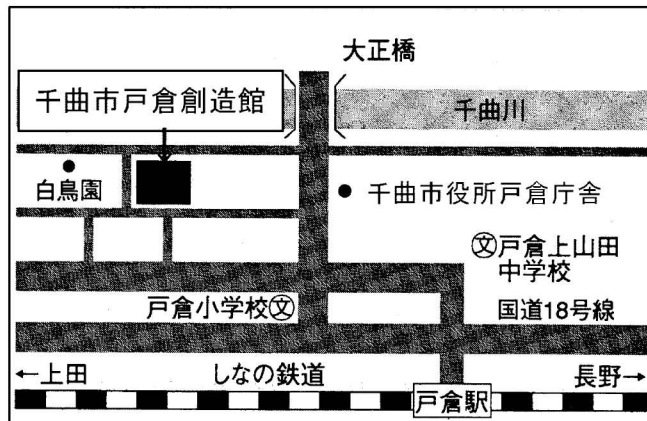 大正橋
千曲市戸倉創造館
千曲川
白鳥園
千曲市役所戸倉庁舎
文戸倉上山田
中学校
戸倉小学校文
国道18号線
←上田
しなの鉄道
長野→
戸倉駅